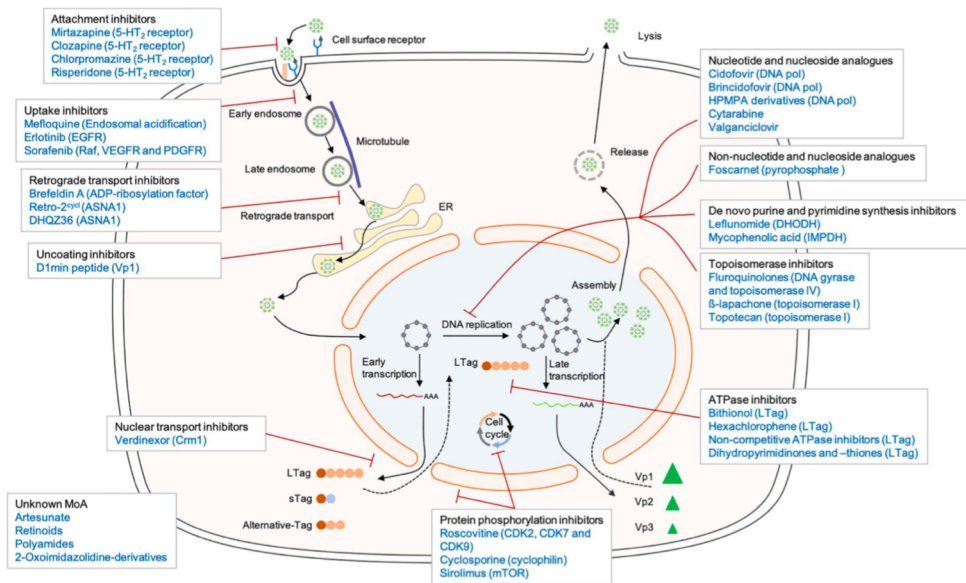 Attachment inhibitors
Mirtazapine (5-HT₂ receptor)
Clozapine (5-HT₂ receptor)
Chlorpromazine (5-HT₂ receptor)
Risperidone (5-HT₂ receptor)
Cell surface receptor
Lysis
Uptake inhibitors
Mefloquine (Endosomal acidification)
Erlotinib (EGFR)
Sorafenib (Raf, VEGFR and PDGFR)
Early endosome
Microtubule
Late endosome
Retrograde transport inhibitors
Brefeldin A (ADP-ribosylation factor)
Retro-2ᶜʸᶜˡ (ASNA1)
DHQZ36 (ASNA1)
Retrograde transport
ER
Uncoating inhibitors
D1min peptide (Vp1)
Nucleotide and nucleoside analogues
Cidofovir (DNA pol)
Brincidofovir (DNA pol)
HPMPA derivatives (DNA pol)
Cytarabine
Valganciclovir
Release
Non-nucleotide and nucleoside analogues
Foscarnet (pyrophosphate )
De novo purine and pyrimidine synthesis inhibitors
Leflunomide (DHODH)
Mycophenolic acid (IMPDH)
Topoisomerase inhibitors
Fluroquinolones (DNA gyrase
and topoisomerase IV)
ß-lapachone (topoisomerase I)
Topotecan (topoisomerase I)
Assembly
DNA replication
Early
transcription
LTag
Late
transcription
AAA
AAA
Cell
cycle
ATPase inhibitors
Bithionol (LTag)
Hexachlorophene (LTag)
Non-competitive ATPase inhibitors (LTag)
Dihydropyrimidinones and –thiones (LTag)
Nuclear transport inhibitors
Verdinexor (Crm1)
LTag
sTag
Alternative-Tag
Vp1
Vp2
Vp3
Unknown MoA
Artesunate
Retinoids
Polyamides
2-Oxoimidazolidine-derivatives
Protein phosphorylation inhibitors
Roscovitine (CDK2, CDK7 and
CDK9)
Cyclosporine (cyclophilin)
Sirolimus (mTOR)